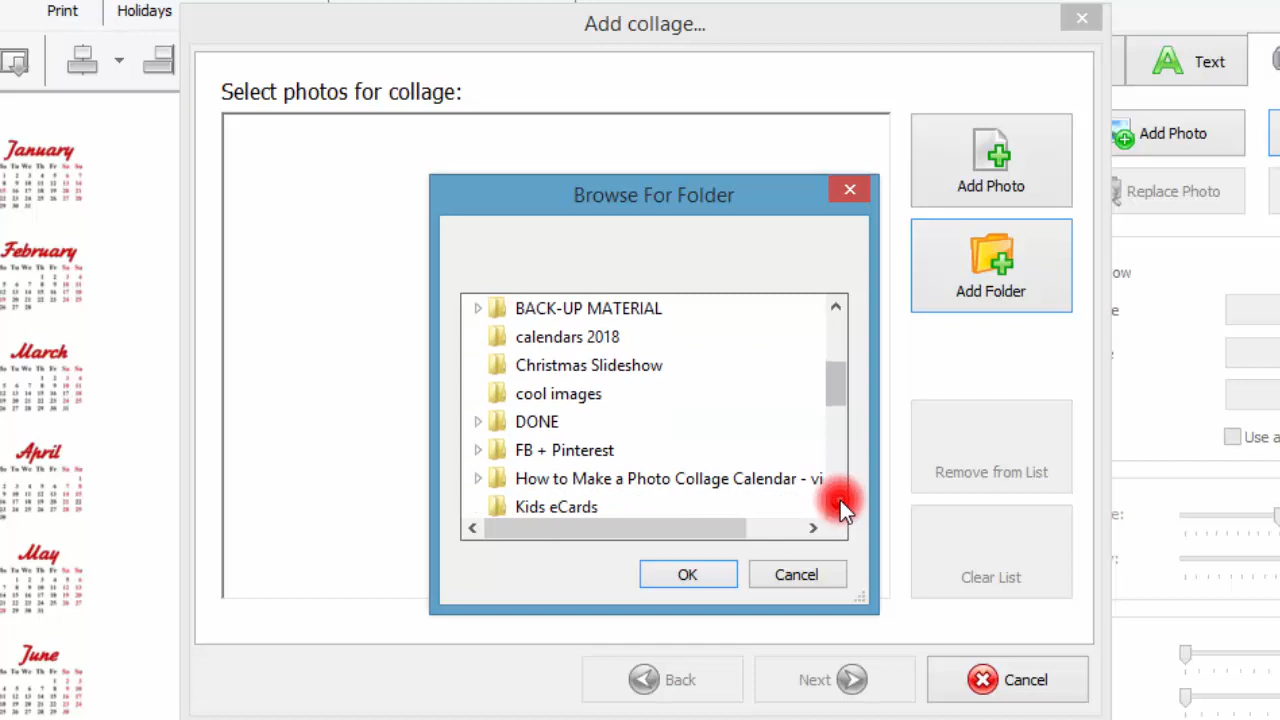 Print
Holidays
Add collage...
Text
Select photos for collage:
Add Photo
Add Photo
Replace Photo
Add Folder
Browse For Folder
BACK-UP MATERIAL
calendars 2018
Christmas Slideshow
cool images
DONE
FB + Pinterest
How to Make a Photo Collage Calendar - vi
Kids eCards
OK
Cancel
Remove from List
Clear List
Use a
Back
Next
Cancel
January
February
March
April
May
June